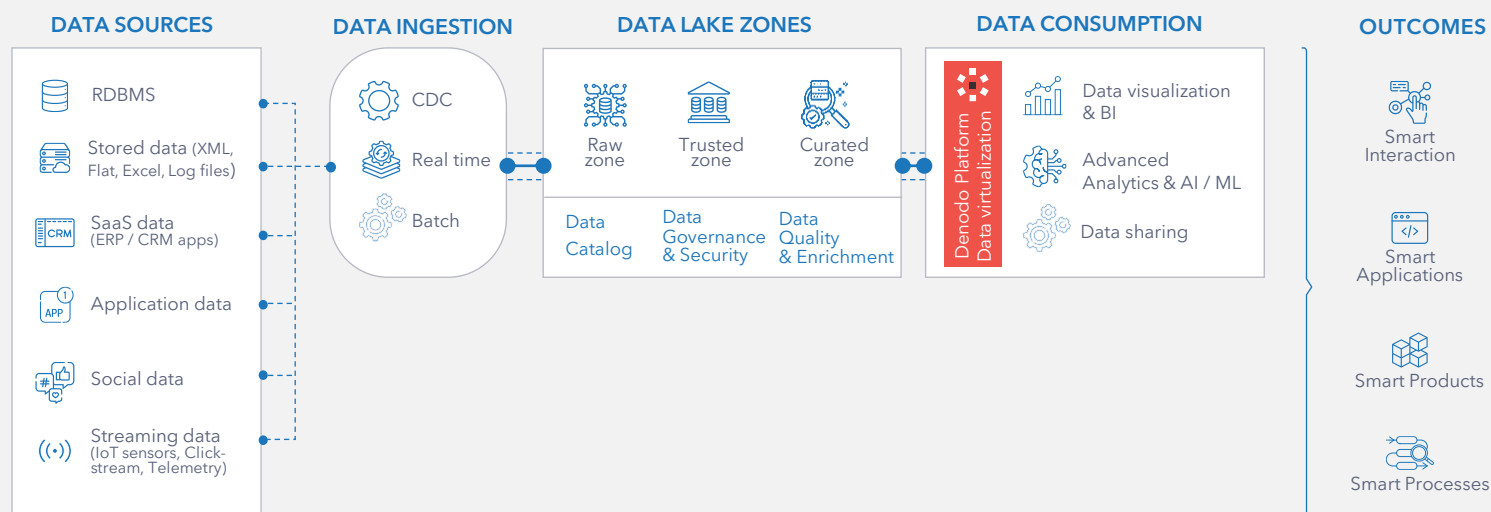 DATA SOURCES
RDBMS
Stored data (XML,
Flat, Excel, Log files)
CRM
SaaS data
(ERP / CRM apps)
1
APP
Application data
#
Social data
Streaming data
(IoT sensors, Click-
stream, Telemetry)
DATA INGESTION
CDC
Real time
Batch
DATA LAKE ZONES
Raw
zone
Trusted
zone
Curated
zone
Data
Catalog
Data
Governance
& Security
Data
Quality
& Enrichment
DATA CONSUMPTION
Denodo Platform
Data virtualization
Data visualization
& BI
Advanced
Analytics & AI / ML
Data sharing
OUTCOMES
Smart
Interaction
</>
Smart
Applications
Smart Products
Smart Processes